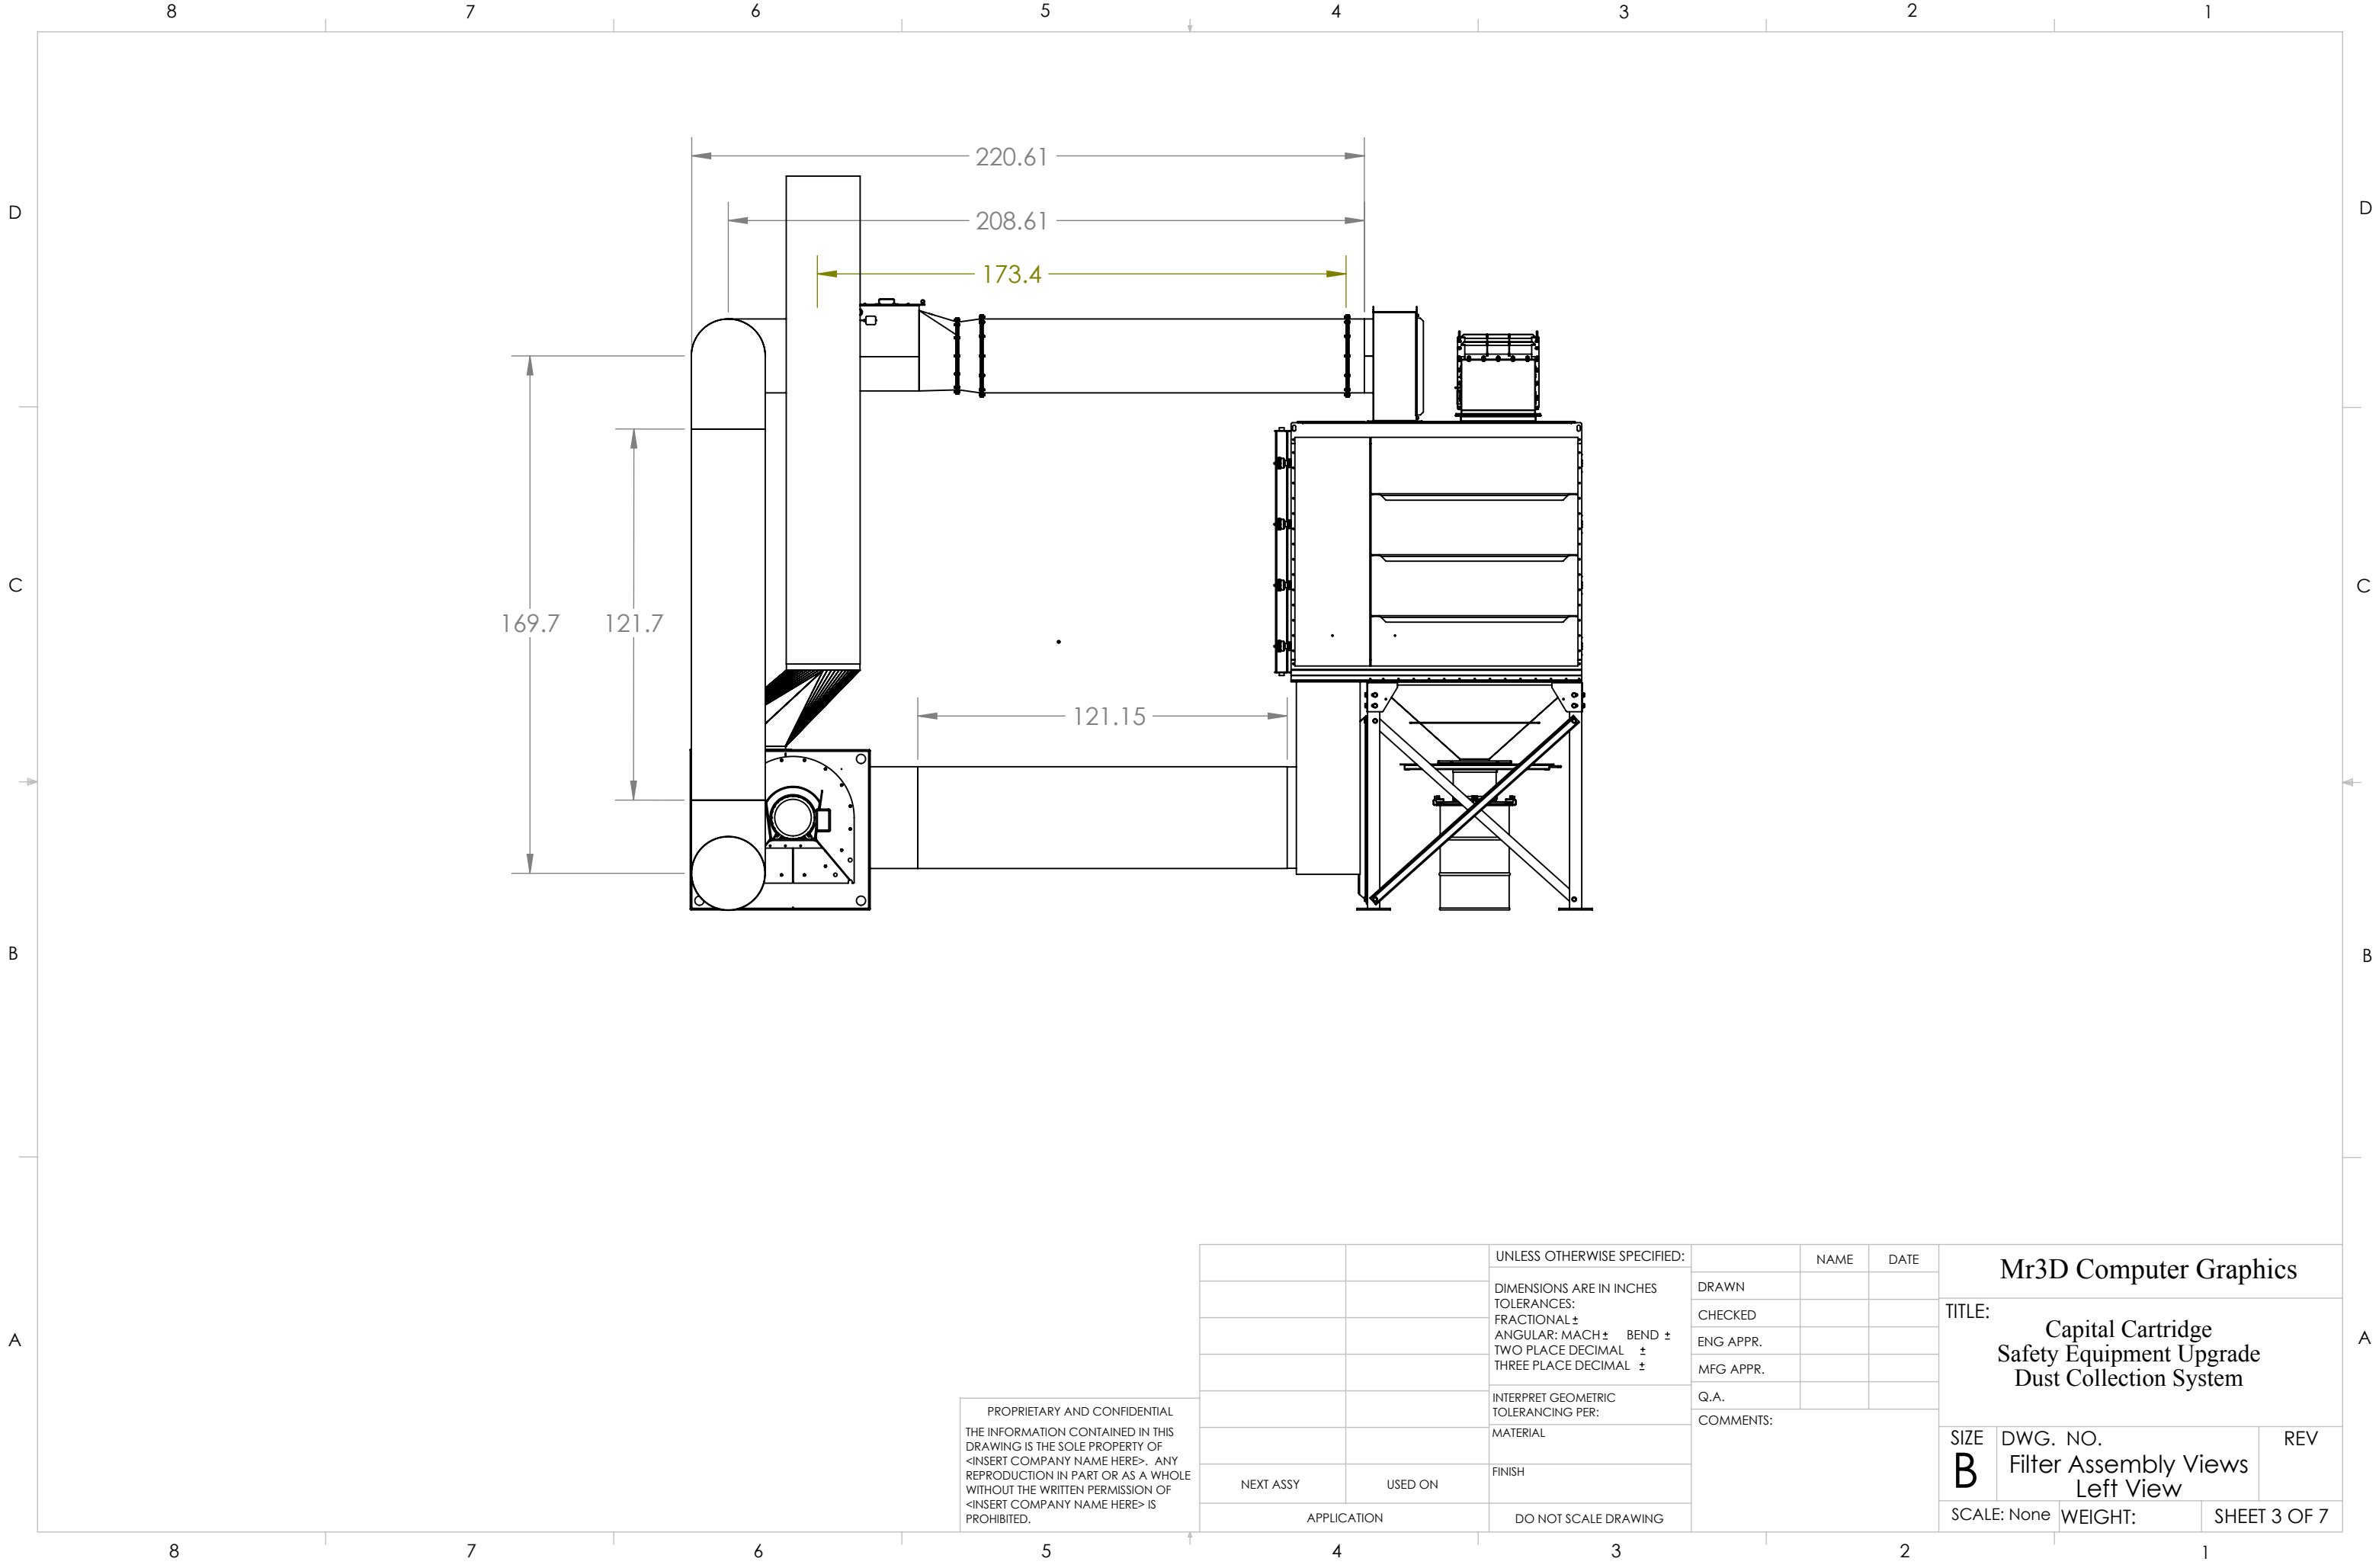 8 7 6 5 4 3 2 1
D D
220.61
208.61
173.4
C C
169.7 121.7
121.15
B B
A A
UNLESS OTHERWISE SPECIFIED:
DIMENSIONS ARE IN INCHES
TOLERANCES:
FRACTIONAL ±
ANGULAR: MACH ± BEND ±
TWO PLACE DECIMAL ±
THREE PLACE DECIMAL ±
INTERPRET GEOMETRIC
TOLERANCING PER:
MATERIAL
FINISH
DO NOT SCALE DRAWING
NAME DATE
DRAWN
CHECKED
ENG APPR.
MFG APPR.
Q.A.
COMMENTS:
Mr3D Computer Graphics
TITLE:
Capital Cartridge
Safety Equipment Upgrade
Dust Collection System
SIZE DWG. NO. REV
B Filter Assembly Views
Left View
SCALE: None WEIGHT: SHEET 3 OF 7
PROPRIETARY AND CONFIDENTIAL
THE INFORMATION CONTAINED IN THIS
DRAWING IS THE SOLE PROPERTY OF
<INSERT COMPANY NAME HERE>. ANY
REPRODUCTION IN PART OR AS A WHOLE
WITHOUT THE WRITTEN PERMISSION OF
<INSERT COMPANY NAME HERE> IS
PROHIBITED.
NEXT ASSY USED ON
APPLICATION
8 7 6 5 4 3 2 1